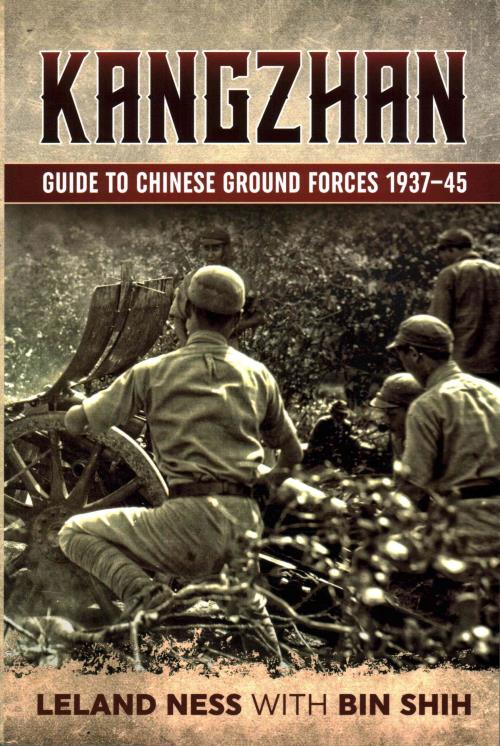 KANGZHAN
GUIDE TO CHINESE GROUND FORCES 1937–45
LELAND NESS WITH BIN SHIH